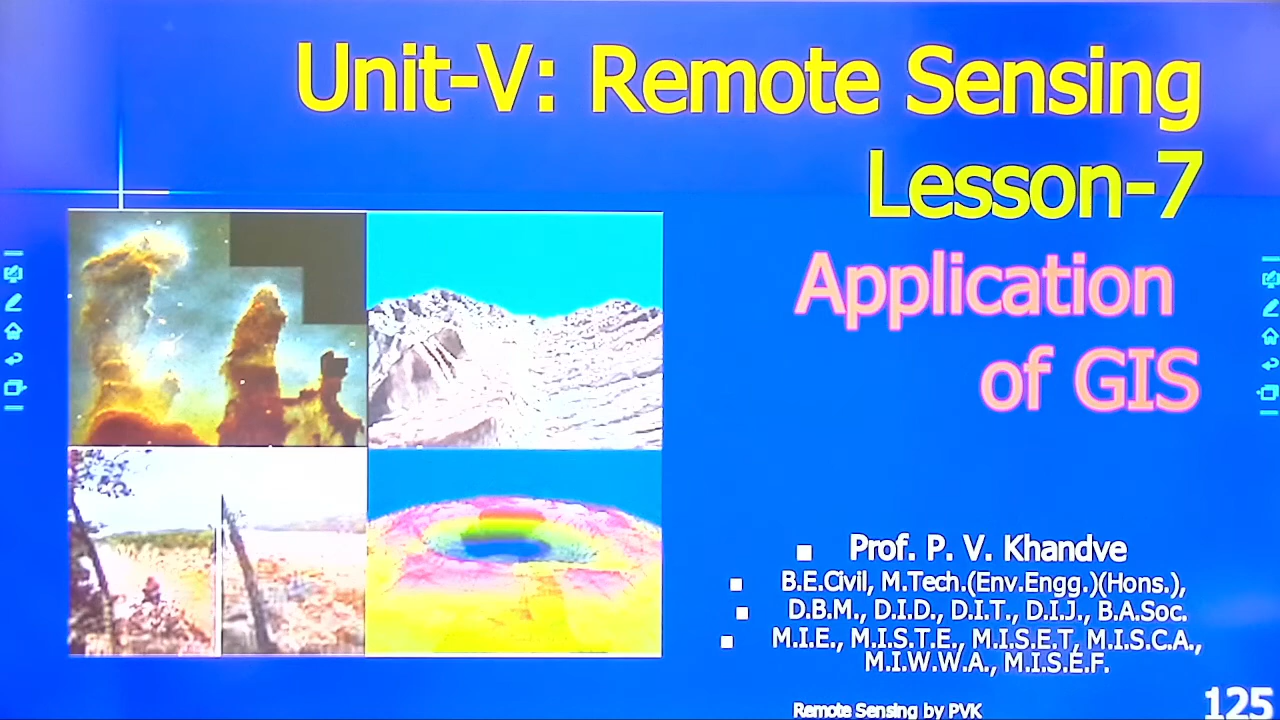 Unit-V: Remote Sensing
Lesson-7
Application
of GIS
Prof. P. V. Khandve
B.E.Civil, M.Tech.(Env.Engg.)(Hons.),
D.B.M., D.I.D., D.I.T., D.I.J., B.A.Soc.
M.I.E., M.I.S.T.E., M.I.S.E.T, M.I.S.C.A.,
M.I.W.W.A., M.I.S.E.F.
Remote Sensing by PVK
125